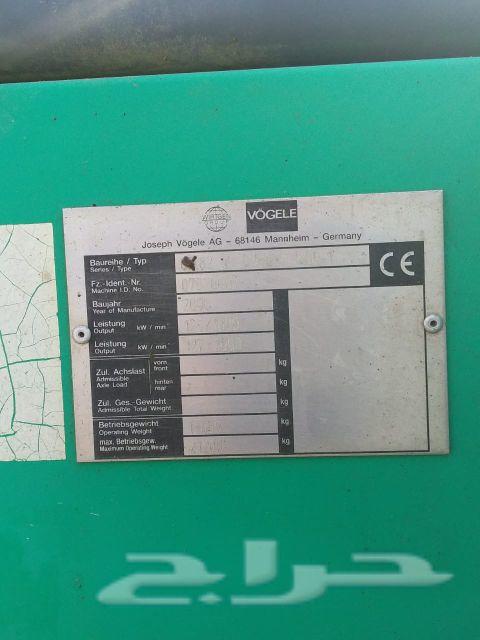 WIRTGEN
VÖGELE
Joseph Vögele AG - 68146 Mannheim - Germany
Baureihe / Typ
Series / Type
Fz.-Ident.-Nr.
Machine I.D. No.
CE
Baujahr
Year of Manufacture
Leistung
Output kW / min
Leistung
Output kW / min
Zul. Achslast vorn
Admissible front
Axle Load hinten
rear
kg
kg
Zul. Ges.-Gewicht
Admissible Total Weight
kg
Betriebsgewicht
Operating Weight
kg
max. Betriebsgew.
Maximum Operating Weight
kg
حراج